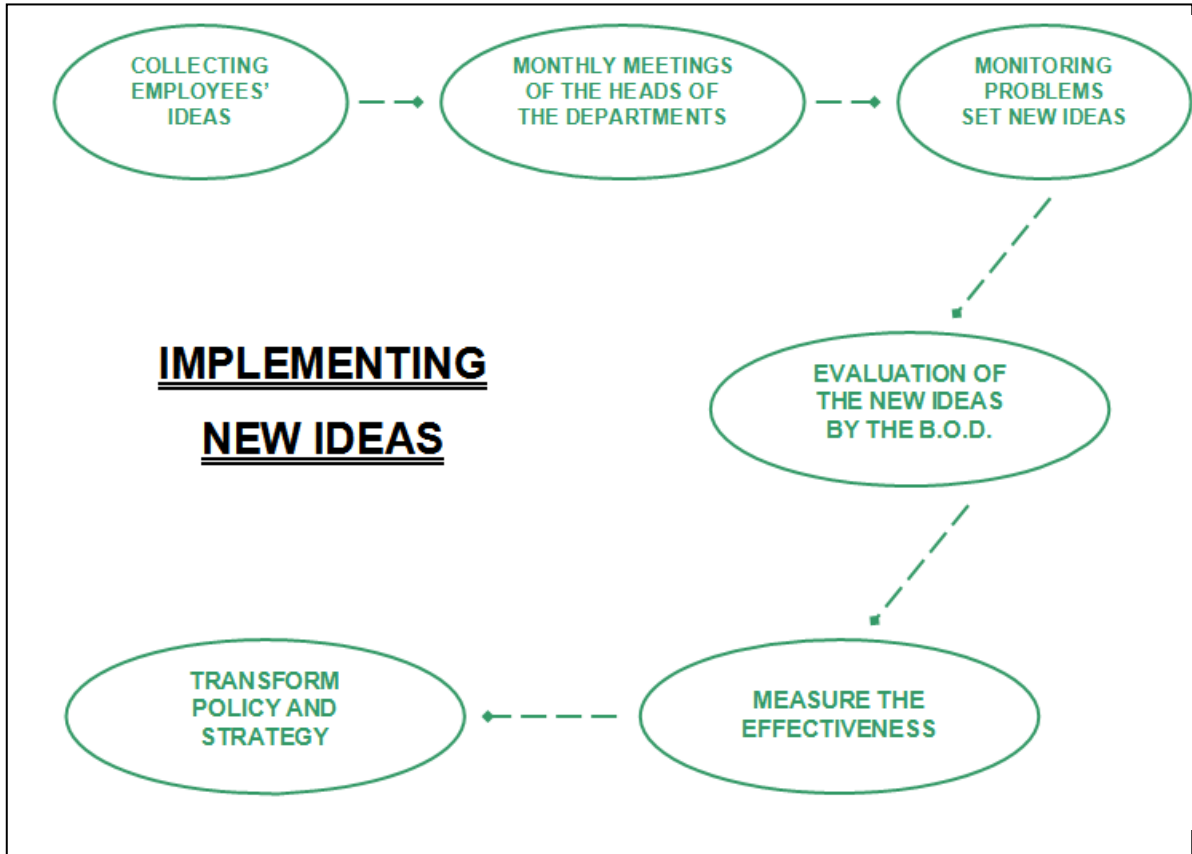 COLLECTING
EMPLOYEES’
IDEAS
MONTHLY MEETINGS
OF THE HEADS OF
THE DEPARTMENTS
MONITORING
PROBLEMS
SET NEW IDEAS
IMPLEMENTING
NEW IDEAS
EVALUATION OF
THE NEW IDEAS
BY THE B.O.D.
MEASURE THE
EFFECTIVENESS
TRANSFORM
POLICY AND
STRATEGY